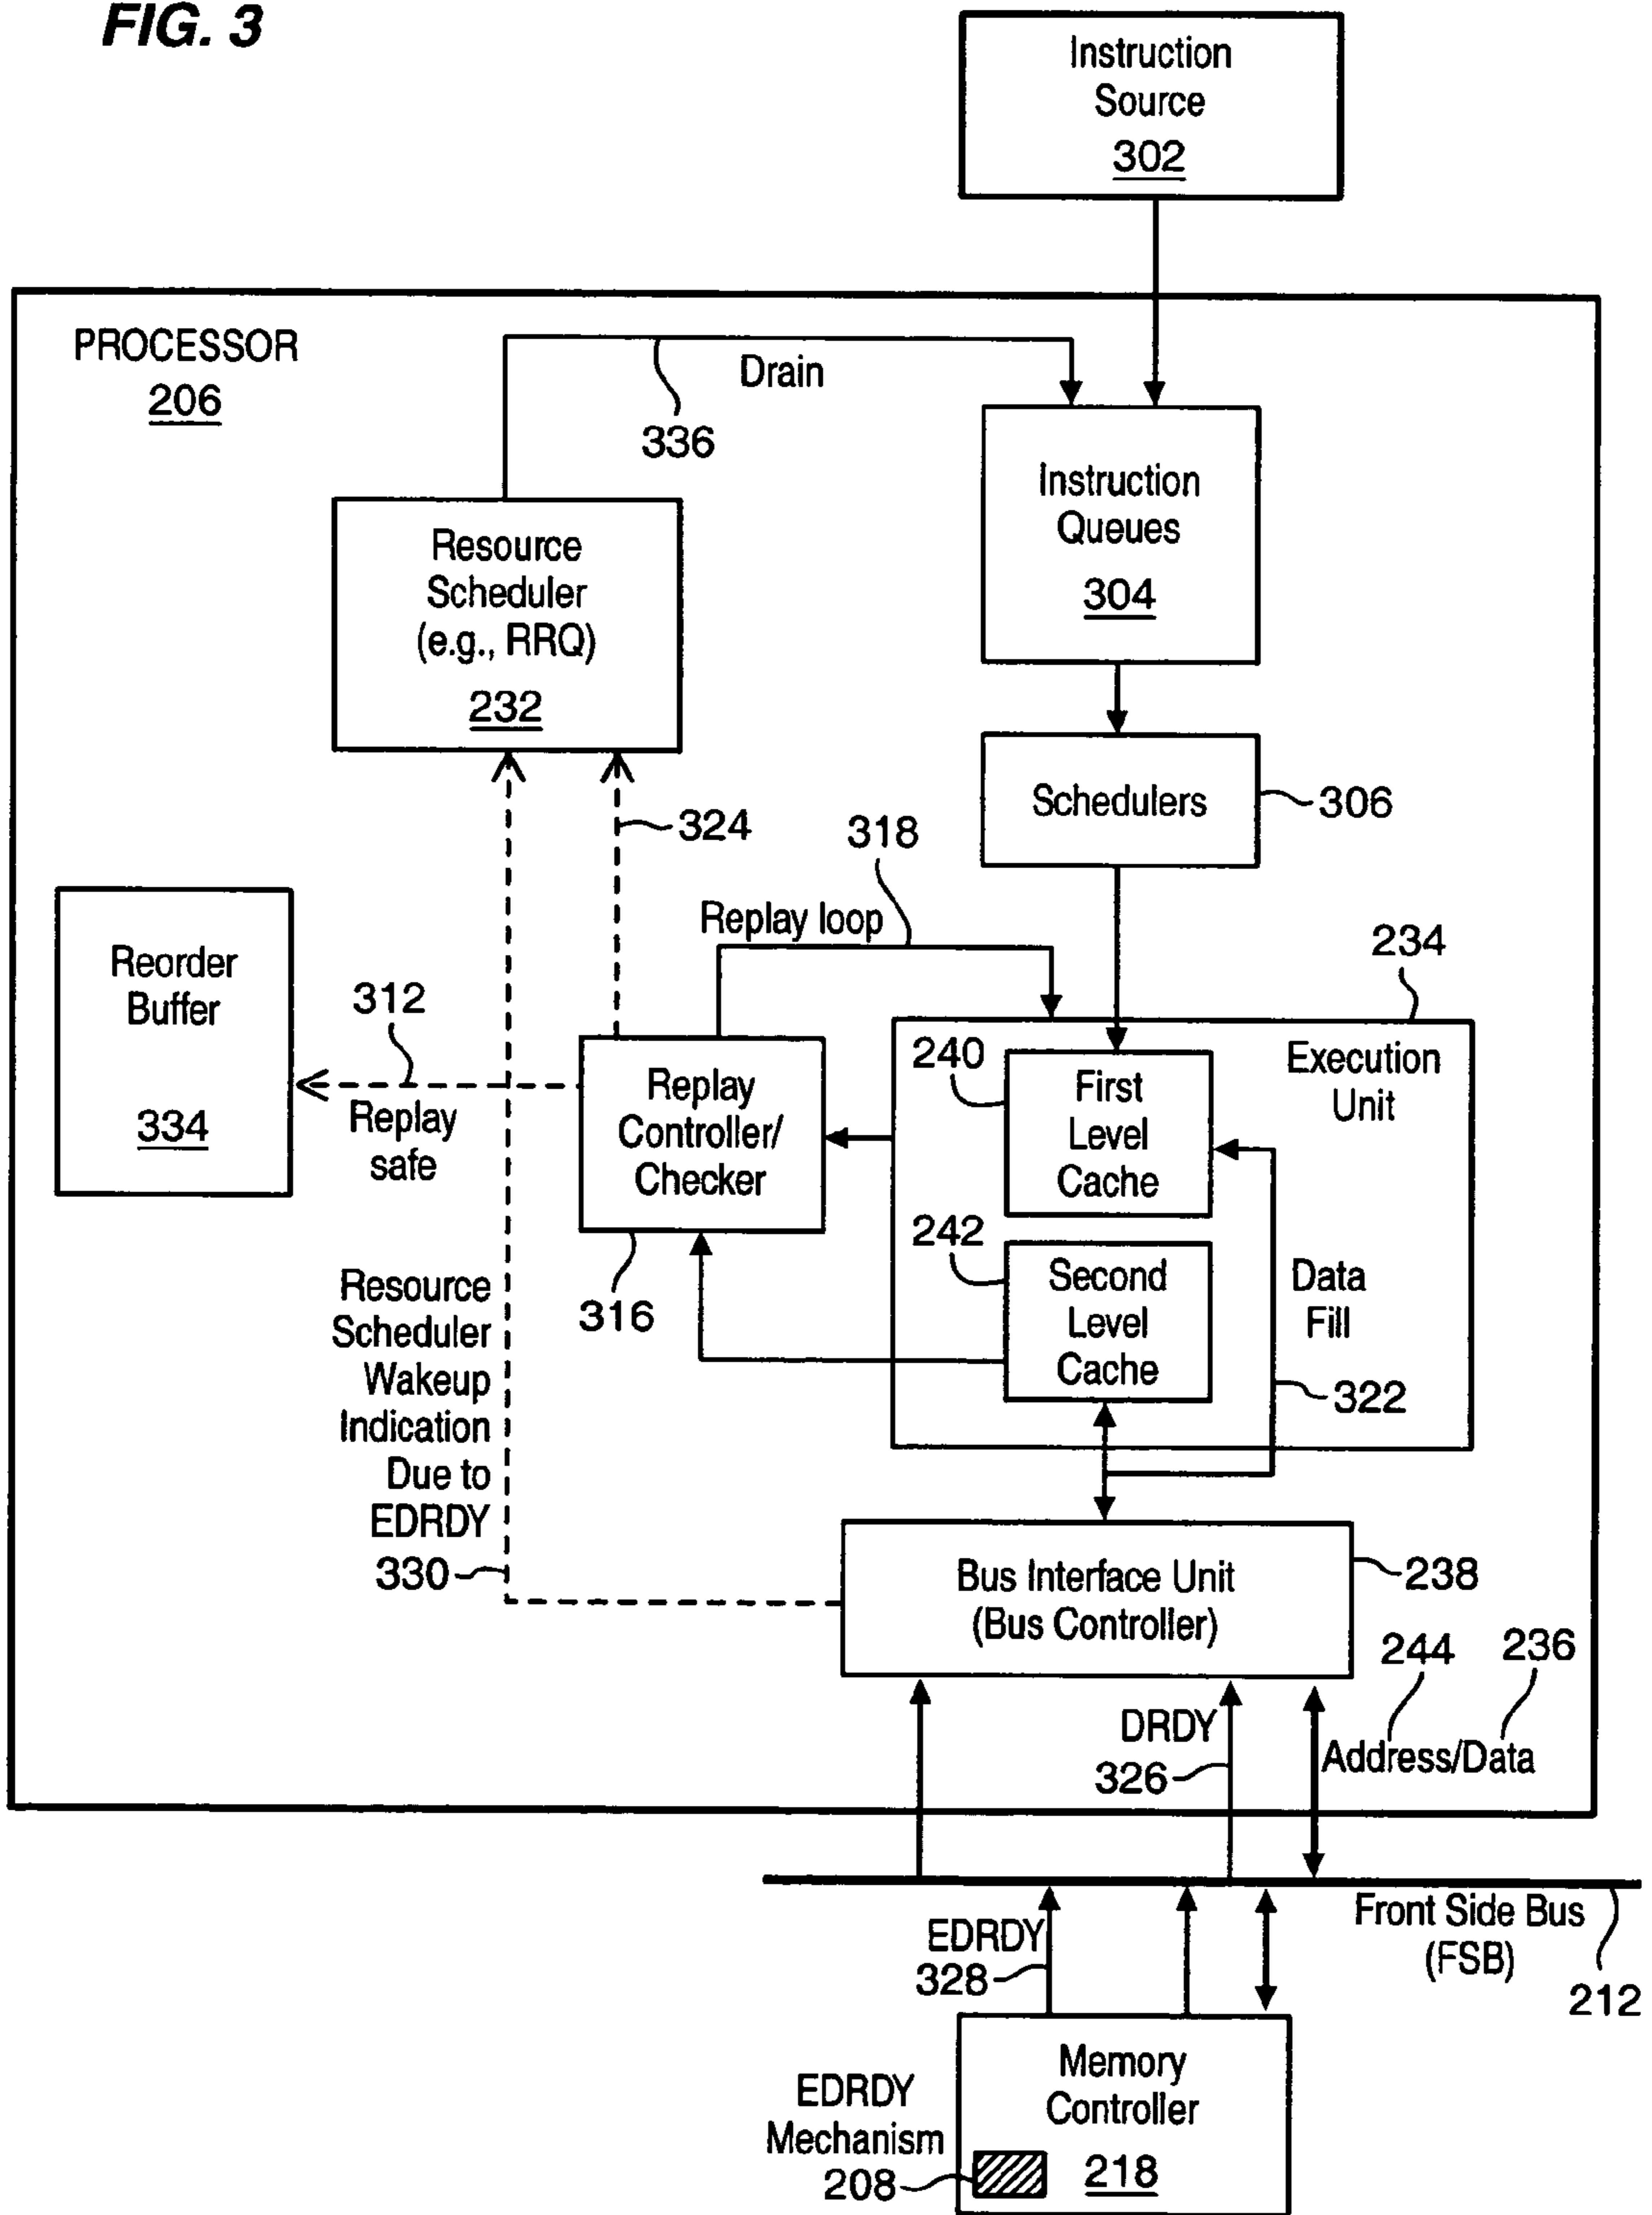 FIG. 3
Instruction
Source
302
PROCESSOR
206
Drain
336
Instruction
Queues
304
Resource
Scheduler
(e.g., RRQ)
232
Schedulers
306
324
318
Replay loop
234
Reorder
Buffer
334
312
Replay
safe
Replay
Controller/
Checker
316
240
First
Level
Cache
Execution
Unit
242
Second
Level
Cache
Data
Fill
322
Resource
Scheduler
Wakeup
Indication
Due to
EDRDY
330
Bus Interface Unit
(Bus Controller)
238
244
236
DRDY
326
Address/Data
EDRDY
328
Front Side Bus
(FSB)
212
Memory
Controller
218
EDRDY
Mechanism
208